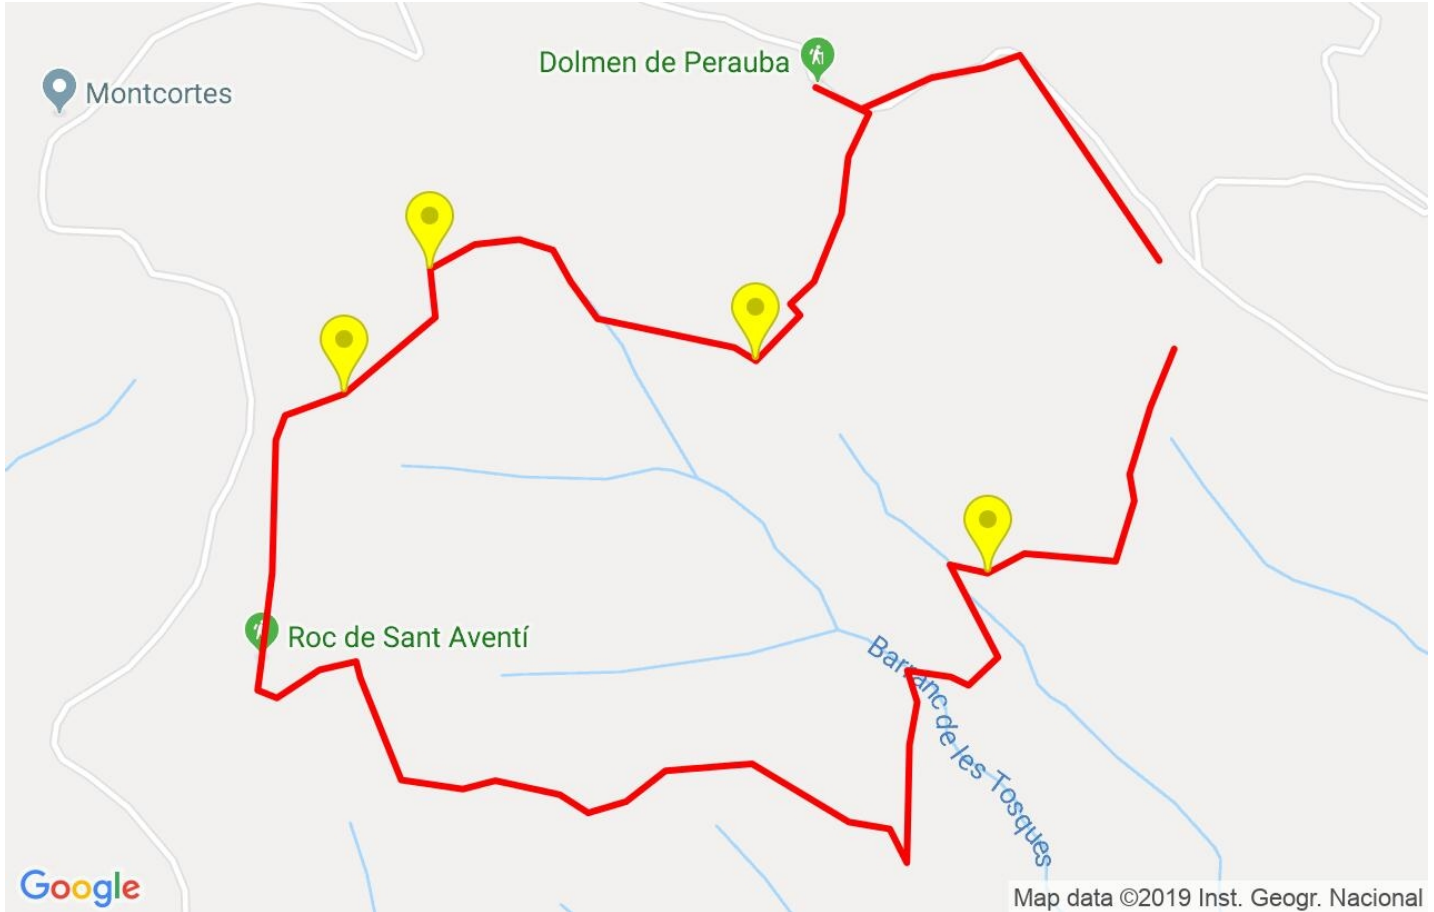 Dolmen de Perauba
Montcortes
Roc de Sant Aventí
Barranc de les Tosques
Google
Map data ©2019 Inst. Geogr. Nacional